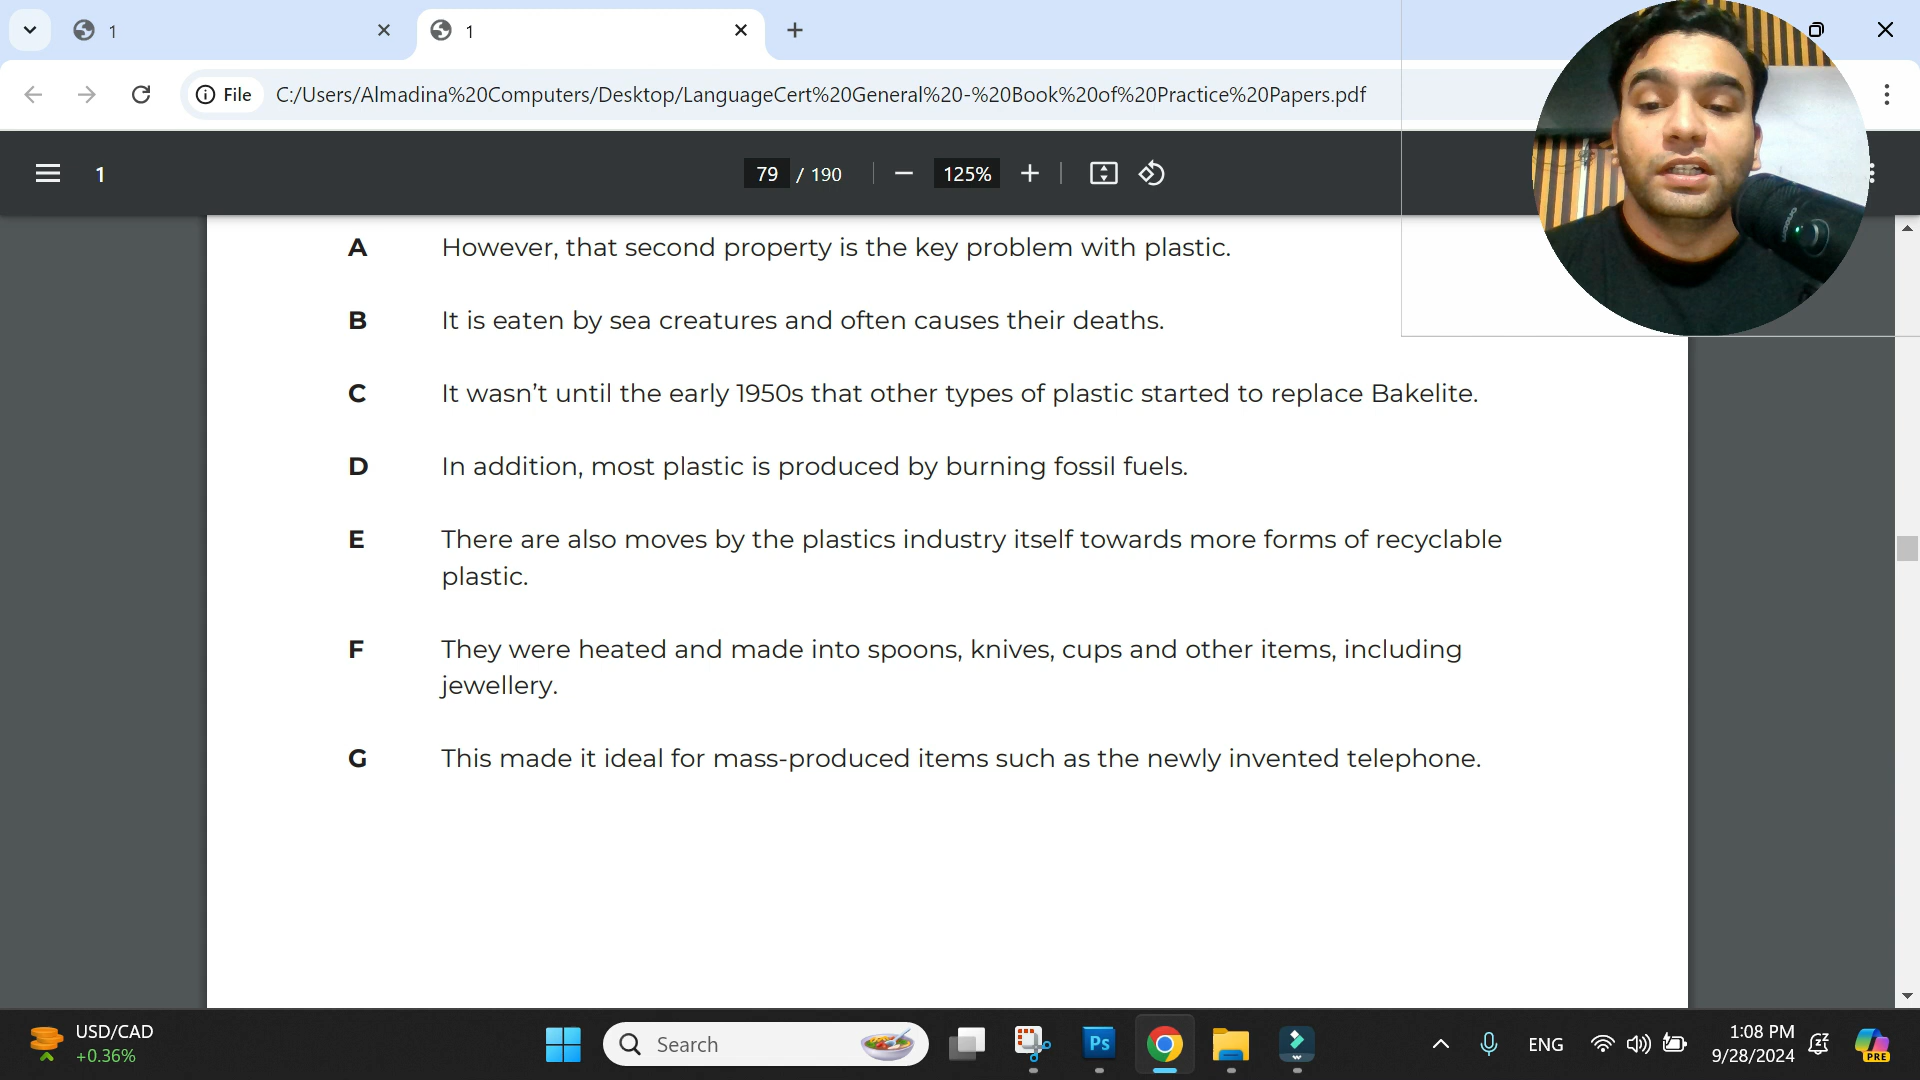 1
1
File
C:/Users/Almadina%20Computers/Desktop/LanguageCert%20General%20-%20Book%20of%20Practice%20Papers.pdf
1
79 / 190
125%
A However, that second property is the key problem with plastic.
B It is eaten by sea creatures and often causes their deaths.
C It wasn’t until the early 1950s that other types of plastic started to replace Bakelite.
D In addition, most plastic is produced by burning fossil fuels.
E There are also moves by the plastics industry itself towards more forms of recyclable
plastic.
F They were heated and made into spoons, knives, cups and other items, including
jewellery.
G This made it ideal for mass-produced items such as the newly invented telephone.
USD/CAD
+0.36%
Search
Ps
ENG
1:08 PM
9/28/2024
PRE